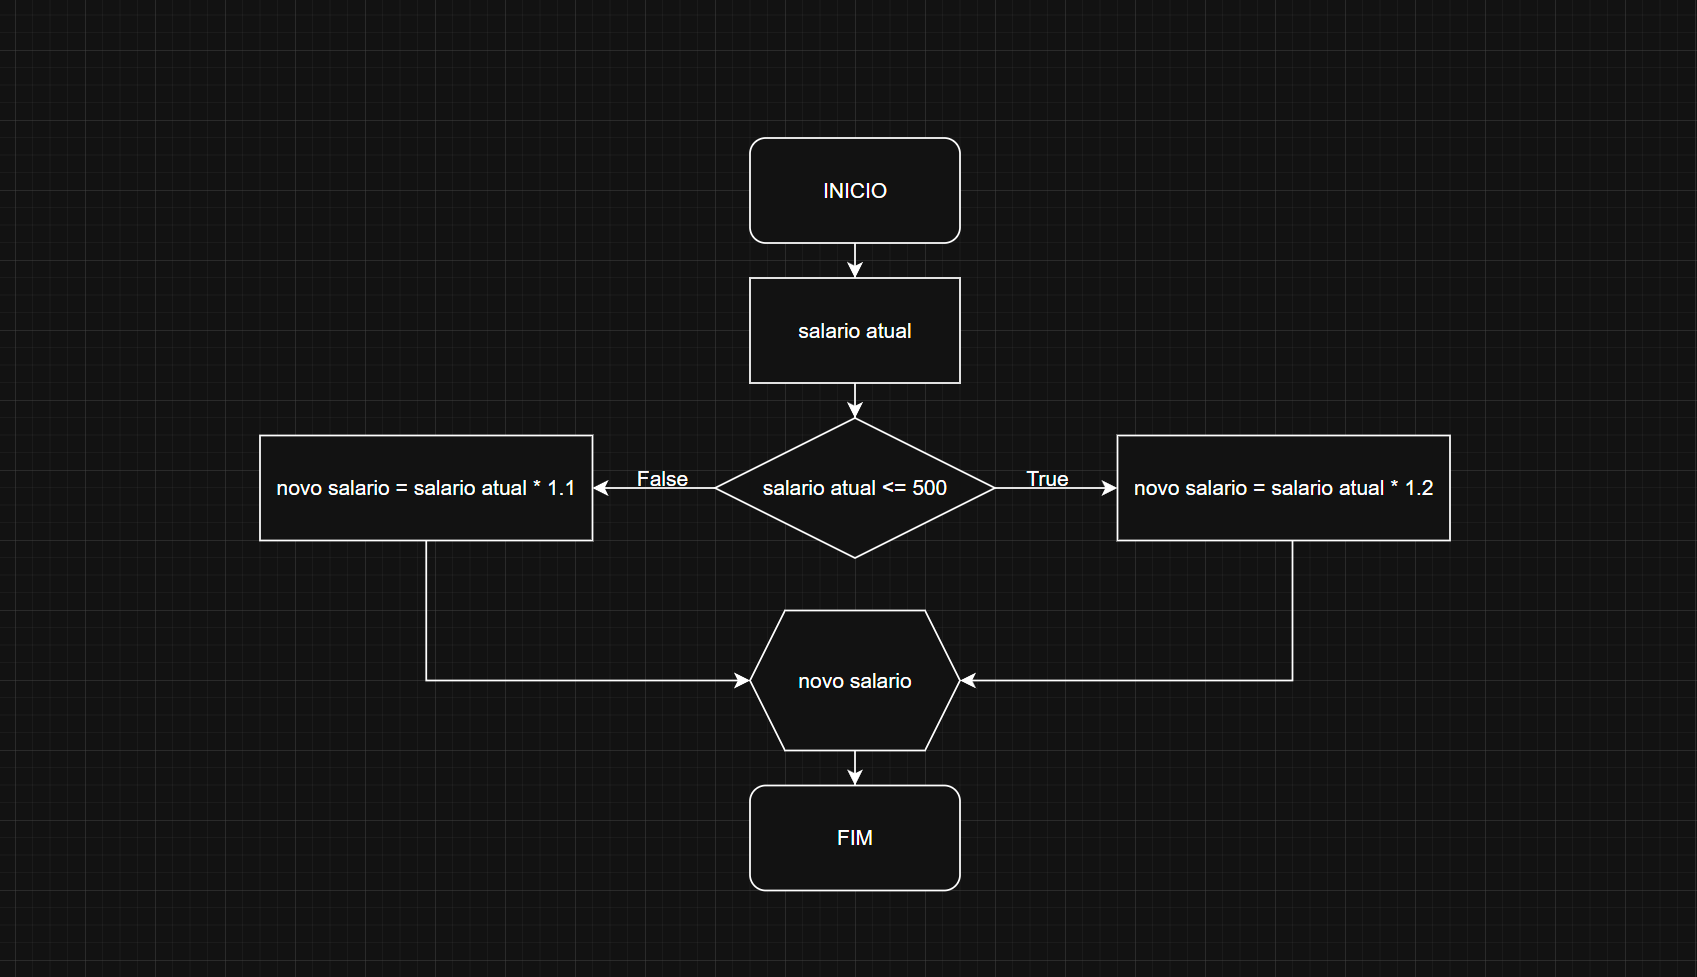 INICIO
salario atual
novo salario = salario atual * 1.1
False
salario atual <= 500
True
novo salario = salario atual * 1.2
novo salario
FIM